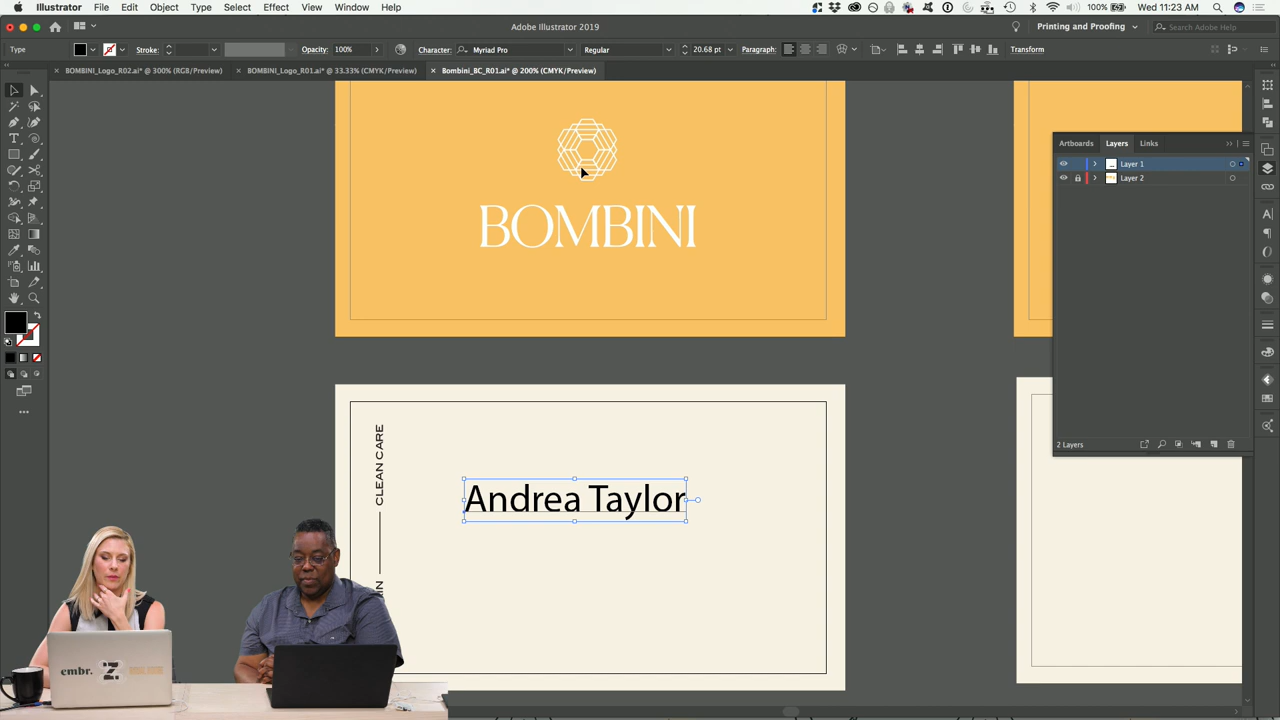 Illustrator File Edit Object Type Select Effect View Window Help
100% Wed 11:23 AM
Adobe Illustrator 2019
Printing and Proofing
Search Adobe Help
Type Stroke: Opacity: 100% Character: Myriad Pro Regular 20.68 pt Paragraph: Transform
BOMBINI_Logo_R02.ai* @ 300% (RGB/Preview)
BOMBINI_Logo_R01.ai* @ 33.33% (CMYK/Preview)
Bombini_BC_R01.ai* @ 200% (CMYK/Preview)
Artboards Layers Links
Layer 1
Layer 2
2 Layers
BOMBINI
CLEAN CARE
Andrea Taylor
embr.